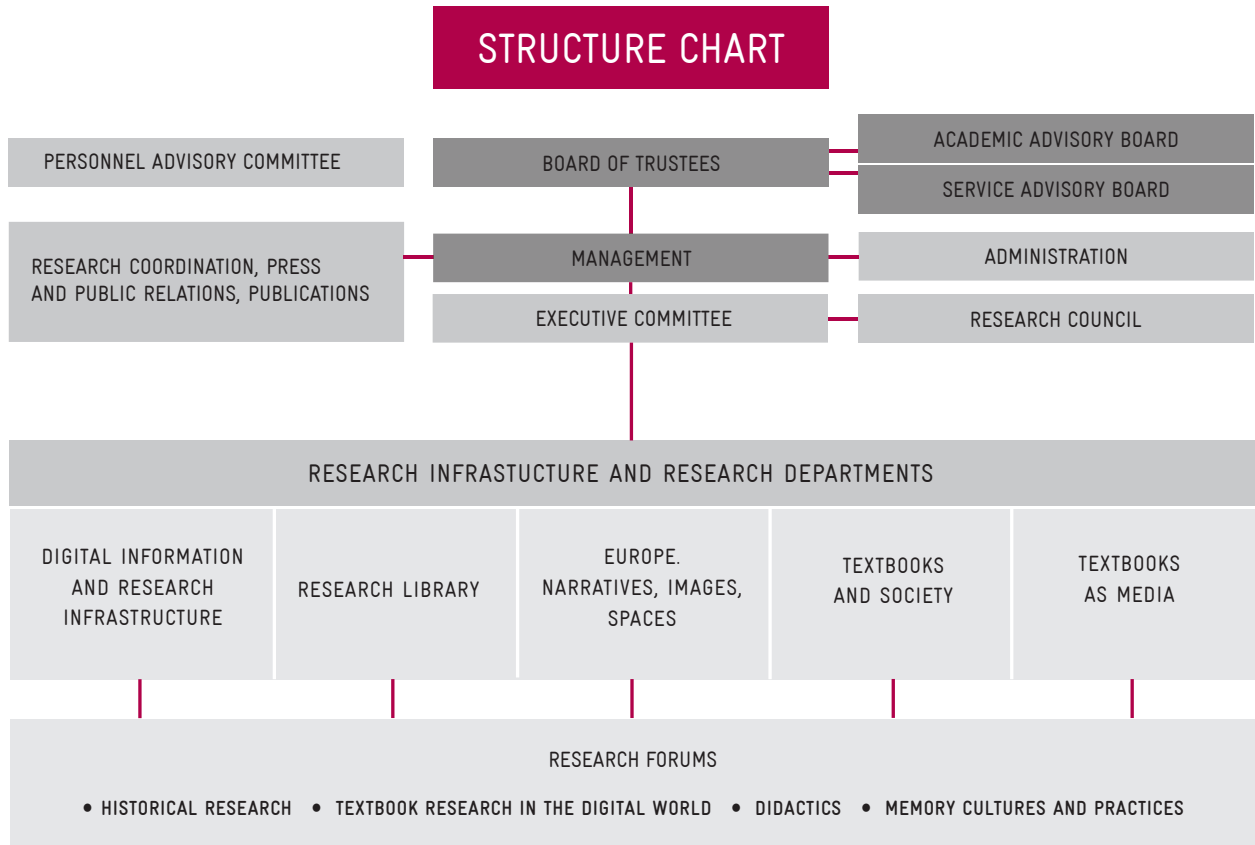 STRUCTURE CHART
PERSONNEL ADVISORY COMMITTEE
BOARD OF TRUSTEES
ACADEMIC ADVISORY BOARD
SERVICE ADVISORY BOARD
RESEARCH COORDINATION, PRESS
AND PUBLIC RELATIONS, PUBLICATIONS
MANAGEMENT
ADMINISTRATION
EXECUTIVE COMMITTEE
RESEARCH COUNCIL
RESEARCH INFRASTUCTURE AND RESEARCH DEPARTMENTS
DIGITAL INFORMATION
AND RESEARCH
INFRASTRUCTURE
RESEARCH LIBRARY
EUROPE.
NARRATIVES, IMAGES,
SPACES
TEXTBOOKS
AND SOCIETY
TEXTBOOKS
AS MEDIA
RESEARCH FORUMS
• HISTORICAL RESEARCH • TEXTBOOK RESEARCH IN THE DIGITAL WORLD • DIDACTICS • MEMORY CULTURES AND PRACTICES